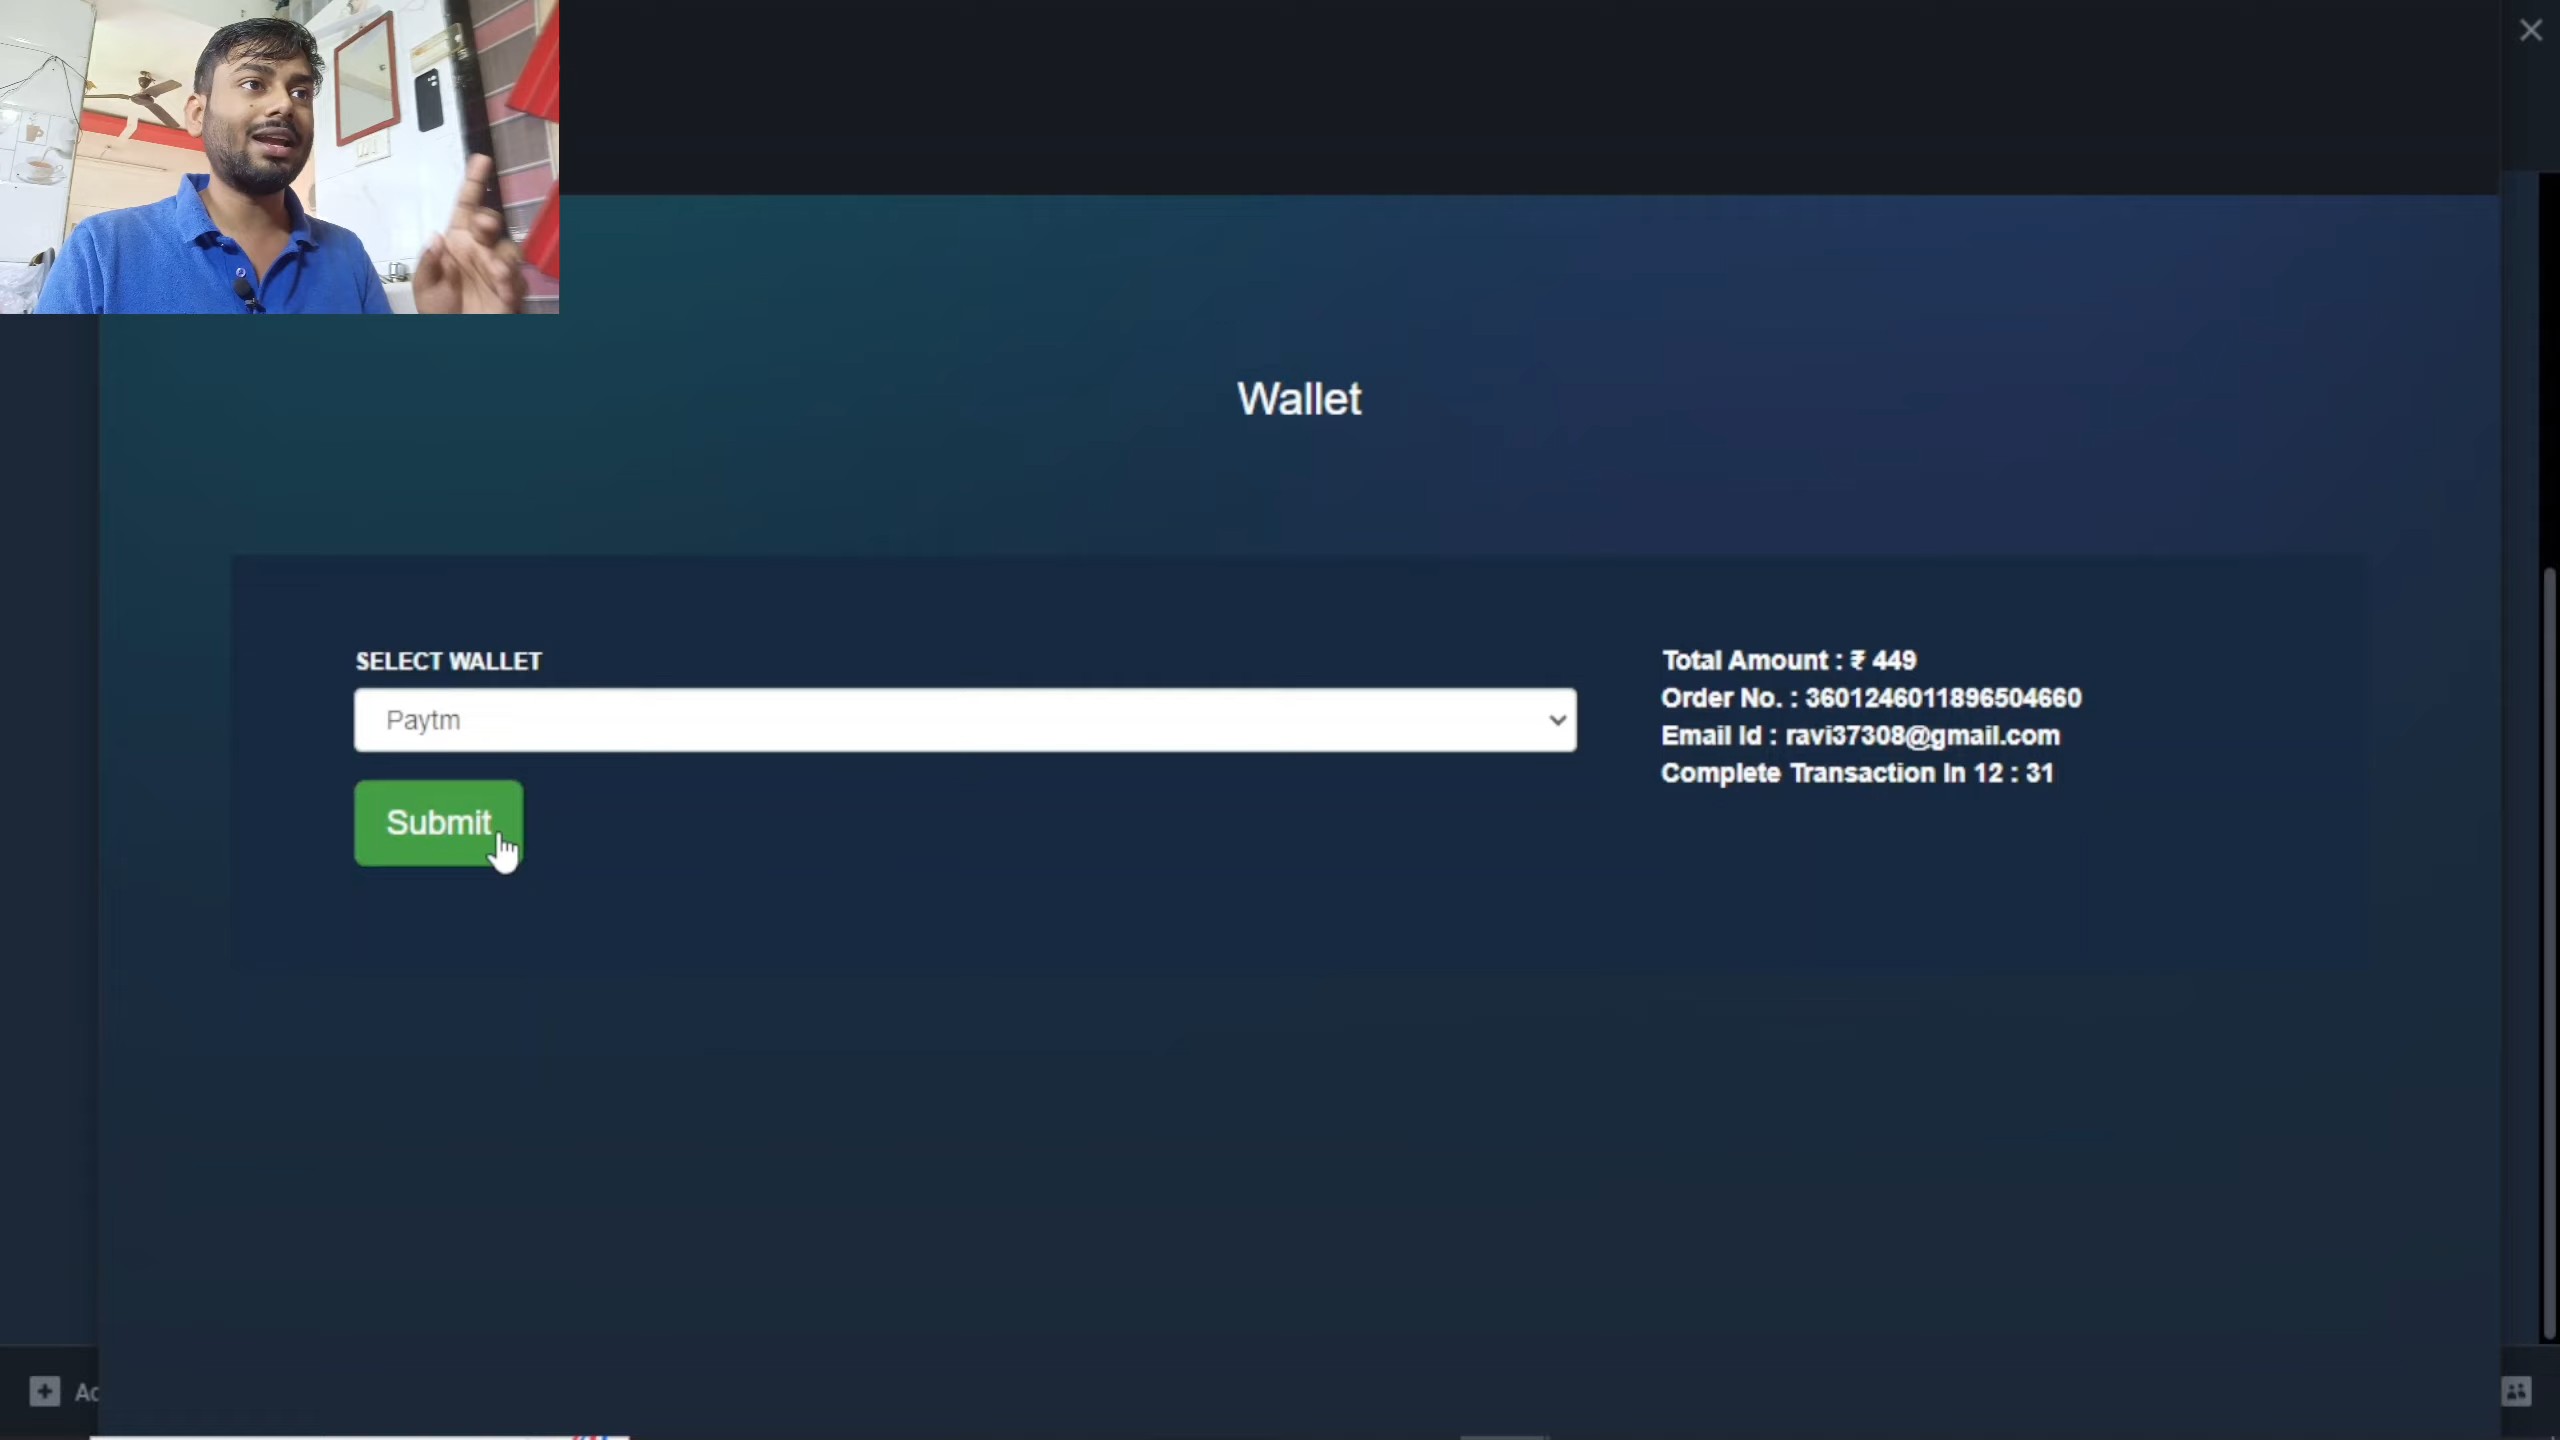 Wallet
SELECT WALLET
Paytm
Submit
Total Amount : ₹ 449
Order No. : 3601246011896504660
Email Id : ravi37308@gmail.com
Complete Transaction In 12 : 31
Ad